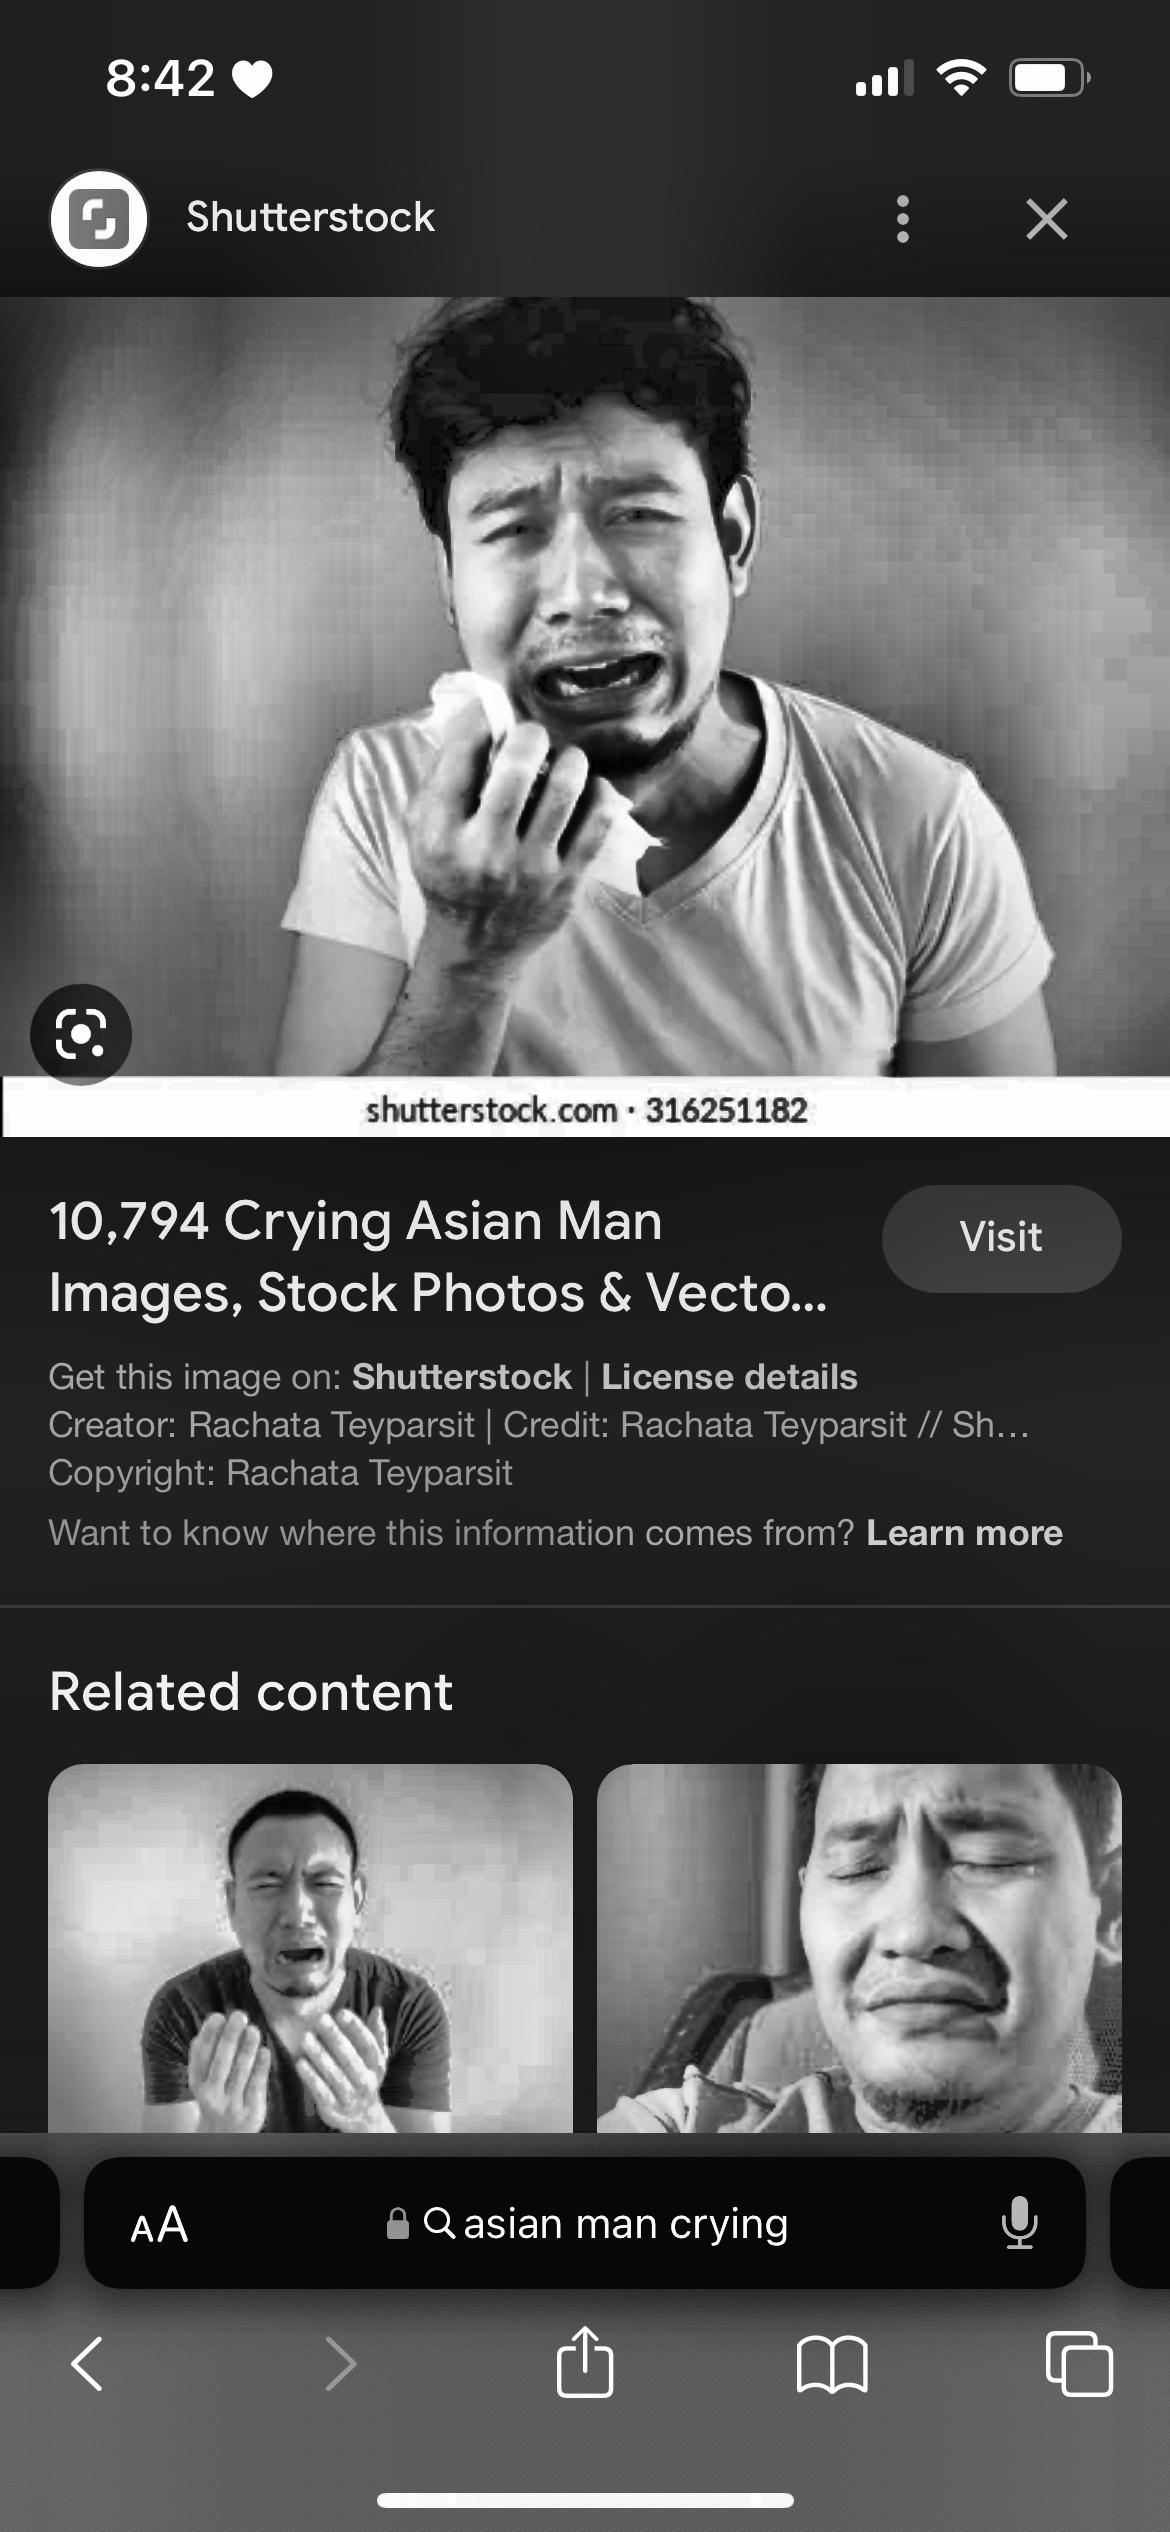 8:42
Shutterstock
shutterstock.com · 316251182
10,794 Crying Asian Man
Images, Stock Photos & Vecto...
Visit
Get this image on: Shutterstock | License details
Creator: Rachata Teyparsit | Credit: Rachata Teyparsit // Sh...
Copyright: Rachata Teyparsit
Want to know where this information comes from? Learn more
Related content
AA asian man crying